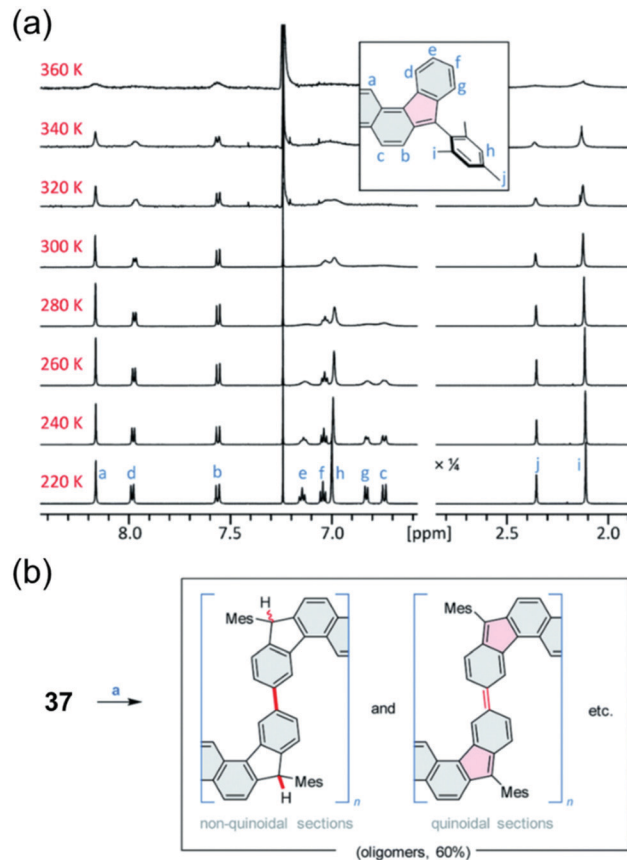 (a)
360 K
340 K
320 K
300 K
280 K
260 K
240 K
220 K
a
b
c
d
e
f
g
h
i
j
a
d
b
e
f
h
g
c
× ¼
j
i
8.0
7.5
7.0
[ppm]
2.5
2.0
(b)
37
a
H
Mes
Mes
H
n
non-quinoidal sections
and
Mes
Mes
n
quinoidal sections
etc.
(oligomers, 60%)